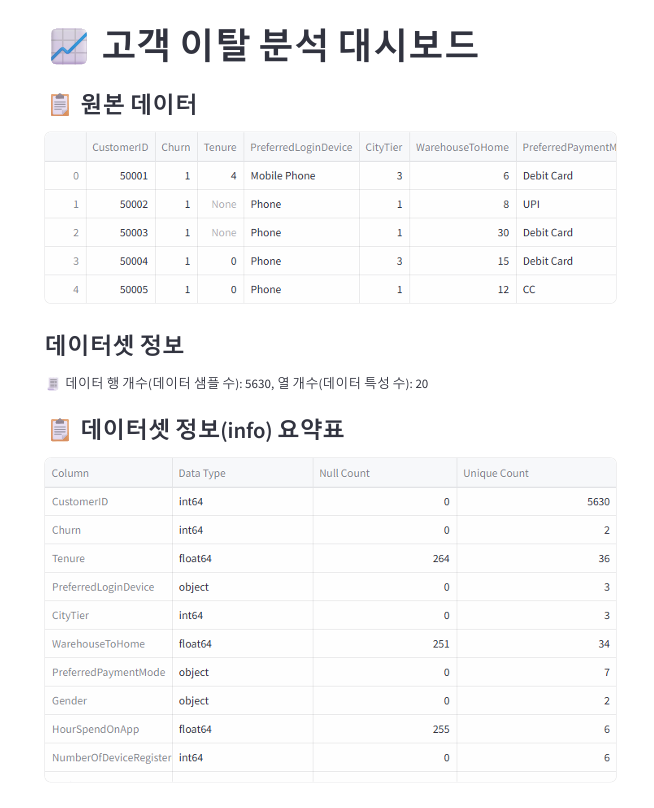 고객 이탈 분석 대시보드
원본 데이터
CustomerID Churn Tenure PreferredLoginDevice CityTier WarehouseToHome PreferredPaymentM
0 50001 1 4 Mobile Phone 3 6 Debit Card
1 50002 1 None Phone 1 8 UPI
2 50003 1 None Phone 1 30 Debit Card
3 50004 1 0 Phone 3 15 Debit Card
4 50005 1 0 Phone 1 12 CC
데이터셋 정보
데이터 행 개수(데이터 샘플 수): 5630, 열 개수(데이터 특성 수): 20
데이터셋 정보(info) 요약표
Column Data Type Null Count Unique Count
CustomerID int64 0 5630
Churn int64 0 2
Tenure float64 264 36
PreferredLoginDevice object 0 3
CityTier int64 0 3
WarehouseToHome float64 251 34
PreferredPaymentMode object 0 7
Gender object 0 2
HourSpendOnApp float64 255 6
NumberOfDeviceRegister int64 0 6